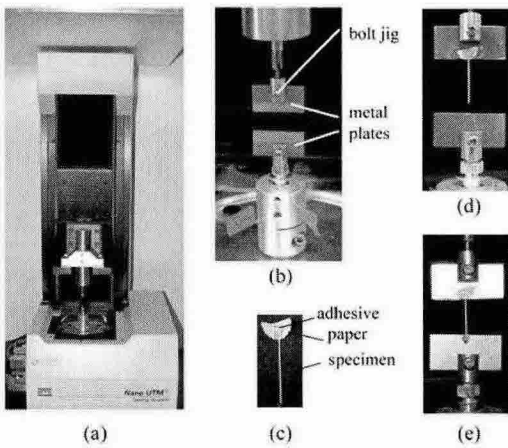 bolt jig
metal
plates
(b)
(d)
adhesive
paper
specimen
Nano UTM
(a)
(c)
(e)